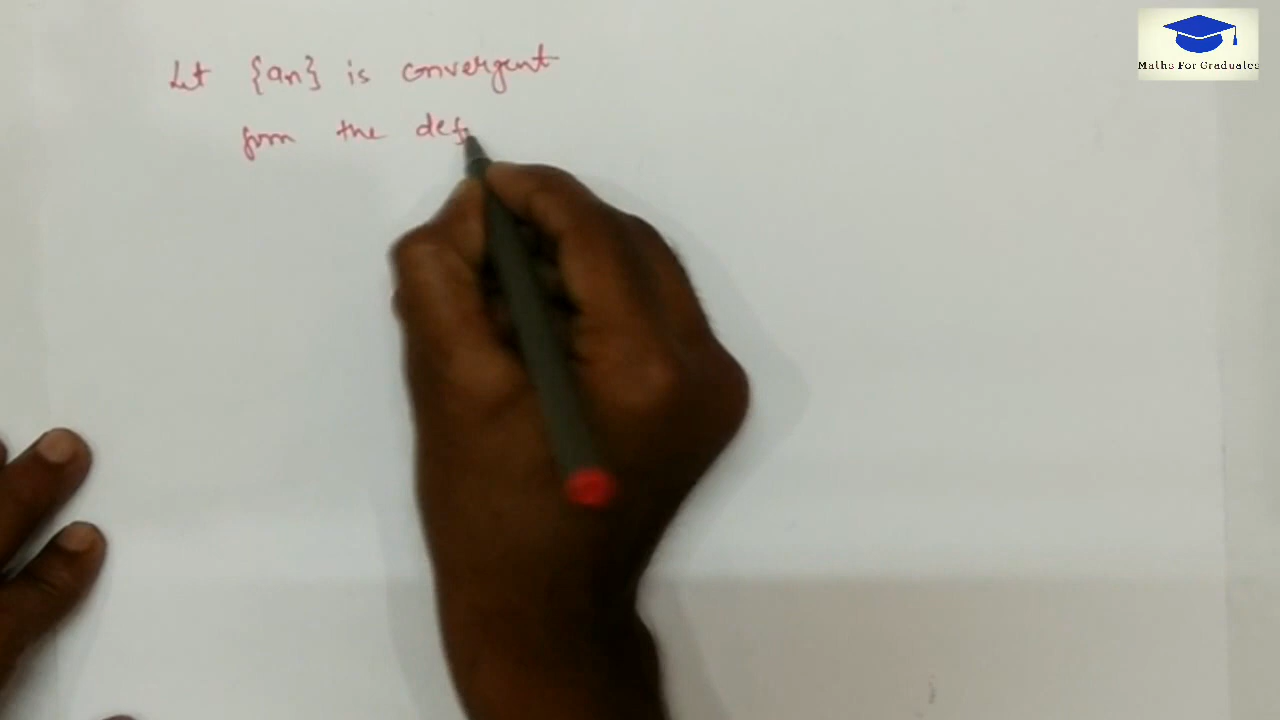 Maths For Graduates
Let {an} is convergent
from the def